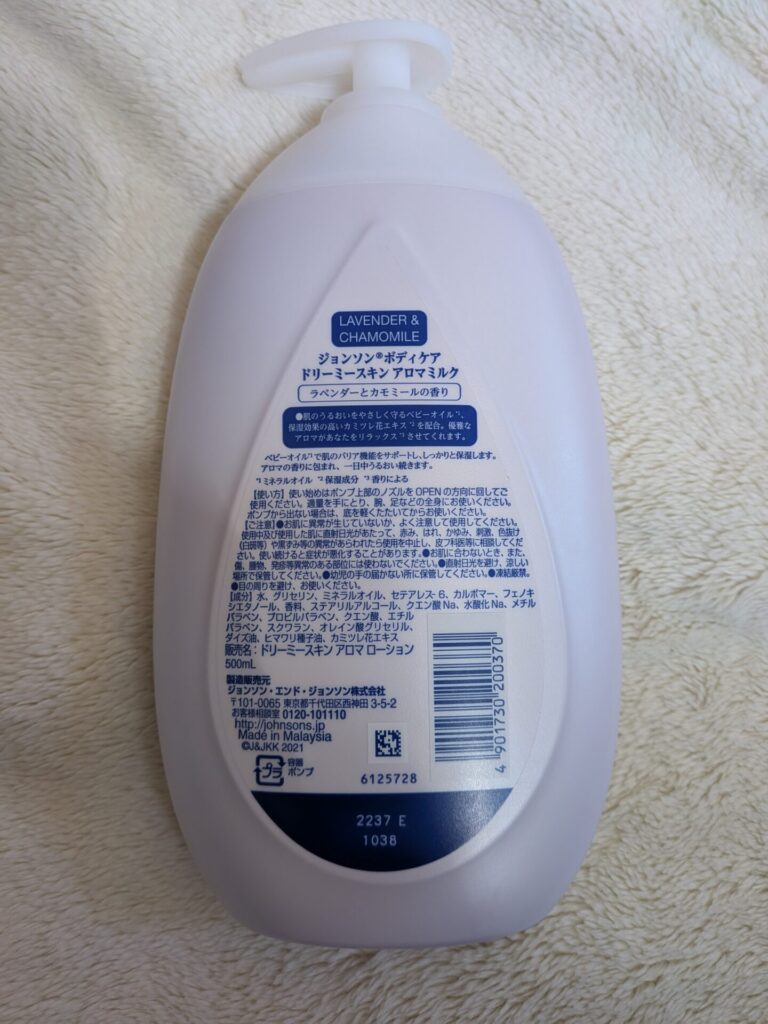 LAVENDER &
CHAMOMILE
ジョンソン®ボディケア
ドリーミースキン アロマミルク
ラベンダーとカモミールの香り
●肌のうるおいをやさしく守るベビーオイル*1、
保湿効果の高いカミツレ花エキス*2を配合。優雅な
アロマがあなたをリラックス*3させてくれます。
ベビーオイル*1で肌のバリア機能をサポートし、しっかりと保湿します。
アロマの香りに包まれ、一日中うるおい続きます。
*1 ミネラルオイル *2 保湿成分 *3 香りによる
【使い方】使い始めはポンプ上部のノズルをOPENの方向に回してご
使用ください。適量を手にとり、腕、足などの全身にお使いください。
ポンプから出ない場合は、底を軽くたたいてからお使いください。
【ご注意】●お肌に異常が生じていないか、よく注意して使用してください。
使用中及び使用した肌に直射日光があたって、赤み、はれ、かゆみ、刺激、色抜け
(白斑等)や黒ずみ等の異常があらわれたら使用を中止し、皮フ科医等に相談してくだ
さい。使い続けると症状が悪化することがあります。●お肌に合わないとき、また、
傷、腫物、発疹等異常のある部位には使わないでください。●直射日光を避け、涼しい
場所で保管してください。●幼児の手の届かない所に保管してください。●凍結厳禁。
●目の周りを避け、お使いください。
【成分】水、グリセリン、ミネラルオイル、セテアレス-6、カルボマー、フェノキ
シエタノール、香料、ステアリルアルコール、クエン酸Na、水酸化Na、メチル
パラベン、プロピルパラベン、クエン酸、エチル
パラベン、スクワラン、オレイン酸グリセリル、
ダイズ油、ヒマワリ種子油、カミツレ花エキス
販売名：ドリーミースキン アロマ ローション
500mL
製造販売元
ジョンソン・エンド・ジョンソン株式会社
〒101-0065 東京都千代田区西神田 3-5-2
お客様相談室 0120-101110
http://johnsons.jp
Made in Malaysia
©J&JKK 2021
プラ
容器
ポンプ
6125728
4 901730 200370
2237 E
1038